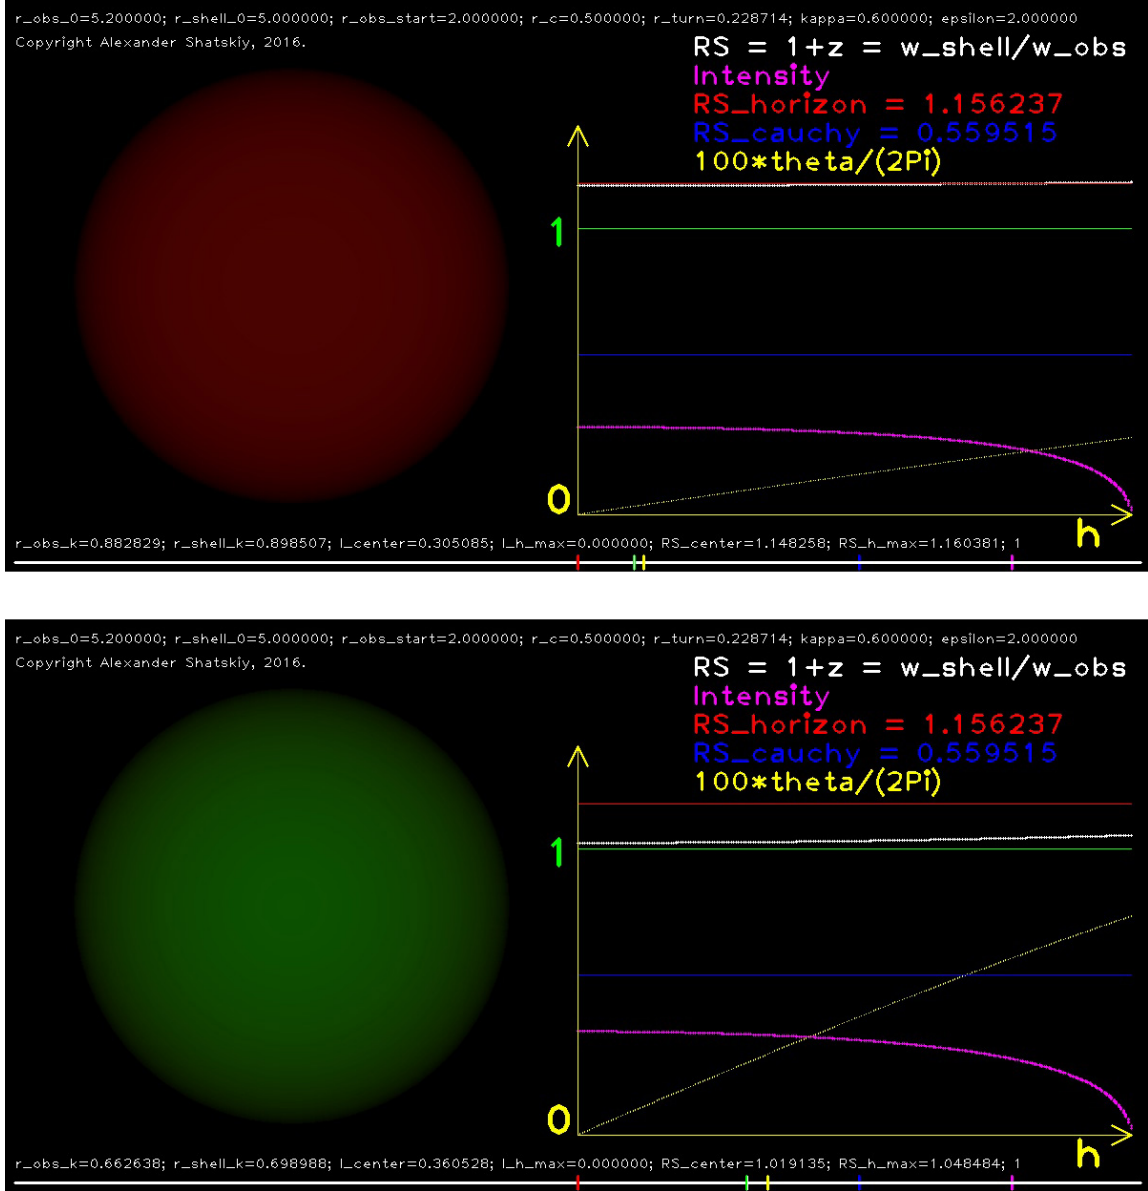 r_obs_0=5.200000; r_shell_0=5.000000; r_obs_start=2.000000; r_c=0.500000; r_turn=0.228714; kappa=0.600000; epsilon=2.000000
Copyright Alexander Shatskiy, 2016.
RS = 1+z = w_shell/w_obs
Intensity
RS_horizon = 1.156237
RS_cauchy = 0.559515
100*theta/(2Pi)
1
0
h
r_obs_k=0.882829; r_shell_k=0.898507; I_center=0.305085; I_h_max=0.000000; RS_center=1.148258; RS_h_max=1.160381; 1
r_obs_0=5.200000; r_shell_0=5.000000; r_obs_start=2.000000; r_c=0.500000; r_turn=0.228714; kappa=0.600000; epsilon=2.000000
Copyright Alexander Shatskiy, 2016.
RS = 1+z = w_shell/w_obs
Intensity
RS_horizon = 1.156237
RS_cauchy = 0.559515
100*theta/(2Pi)
1
0
h
r_obs_k=0.662638; r_shell_k=0.698988; I_center=0.360528; I_h_max=0.000000; RS_center=1.019135; RS_h_max=1.048484; 1